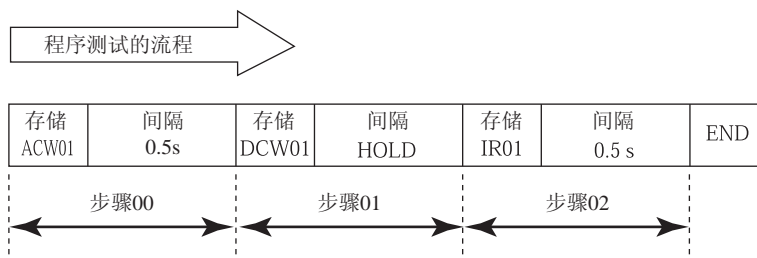 程序测试的流程
存储 间隔 存储 间隔 存储 间隔 END
ACW01 0.5s DCW01 HOLD IR01 0.5 s
步骤00 步骤01 步骤02